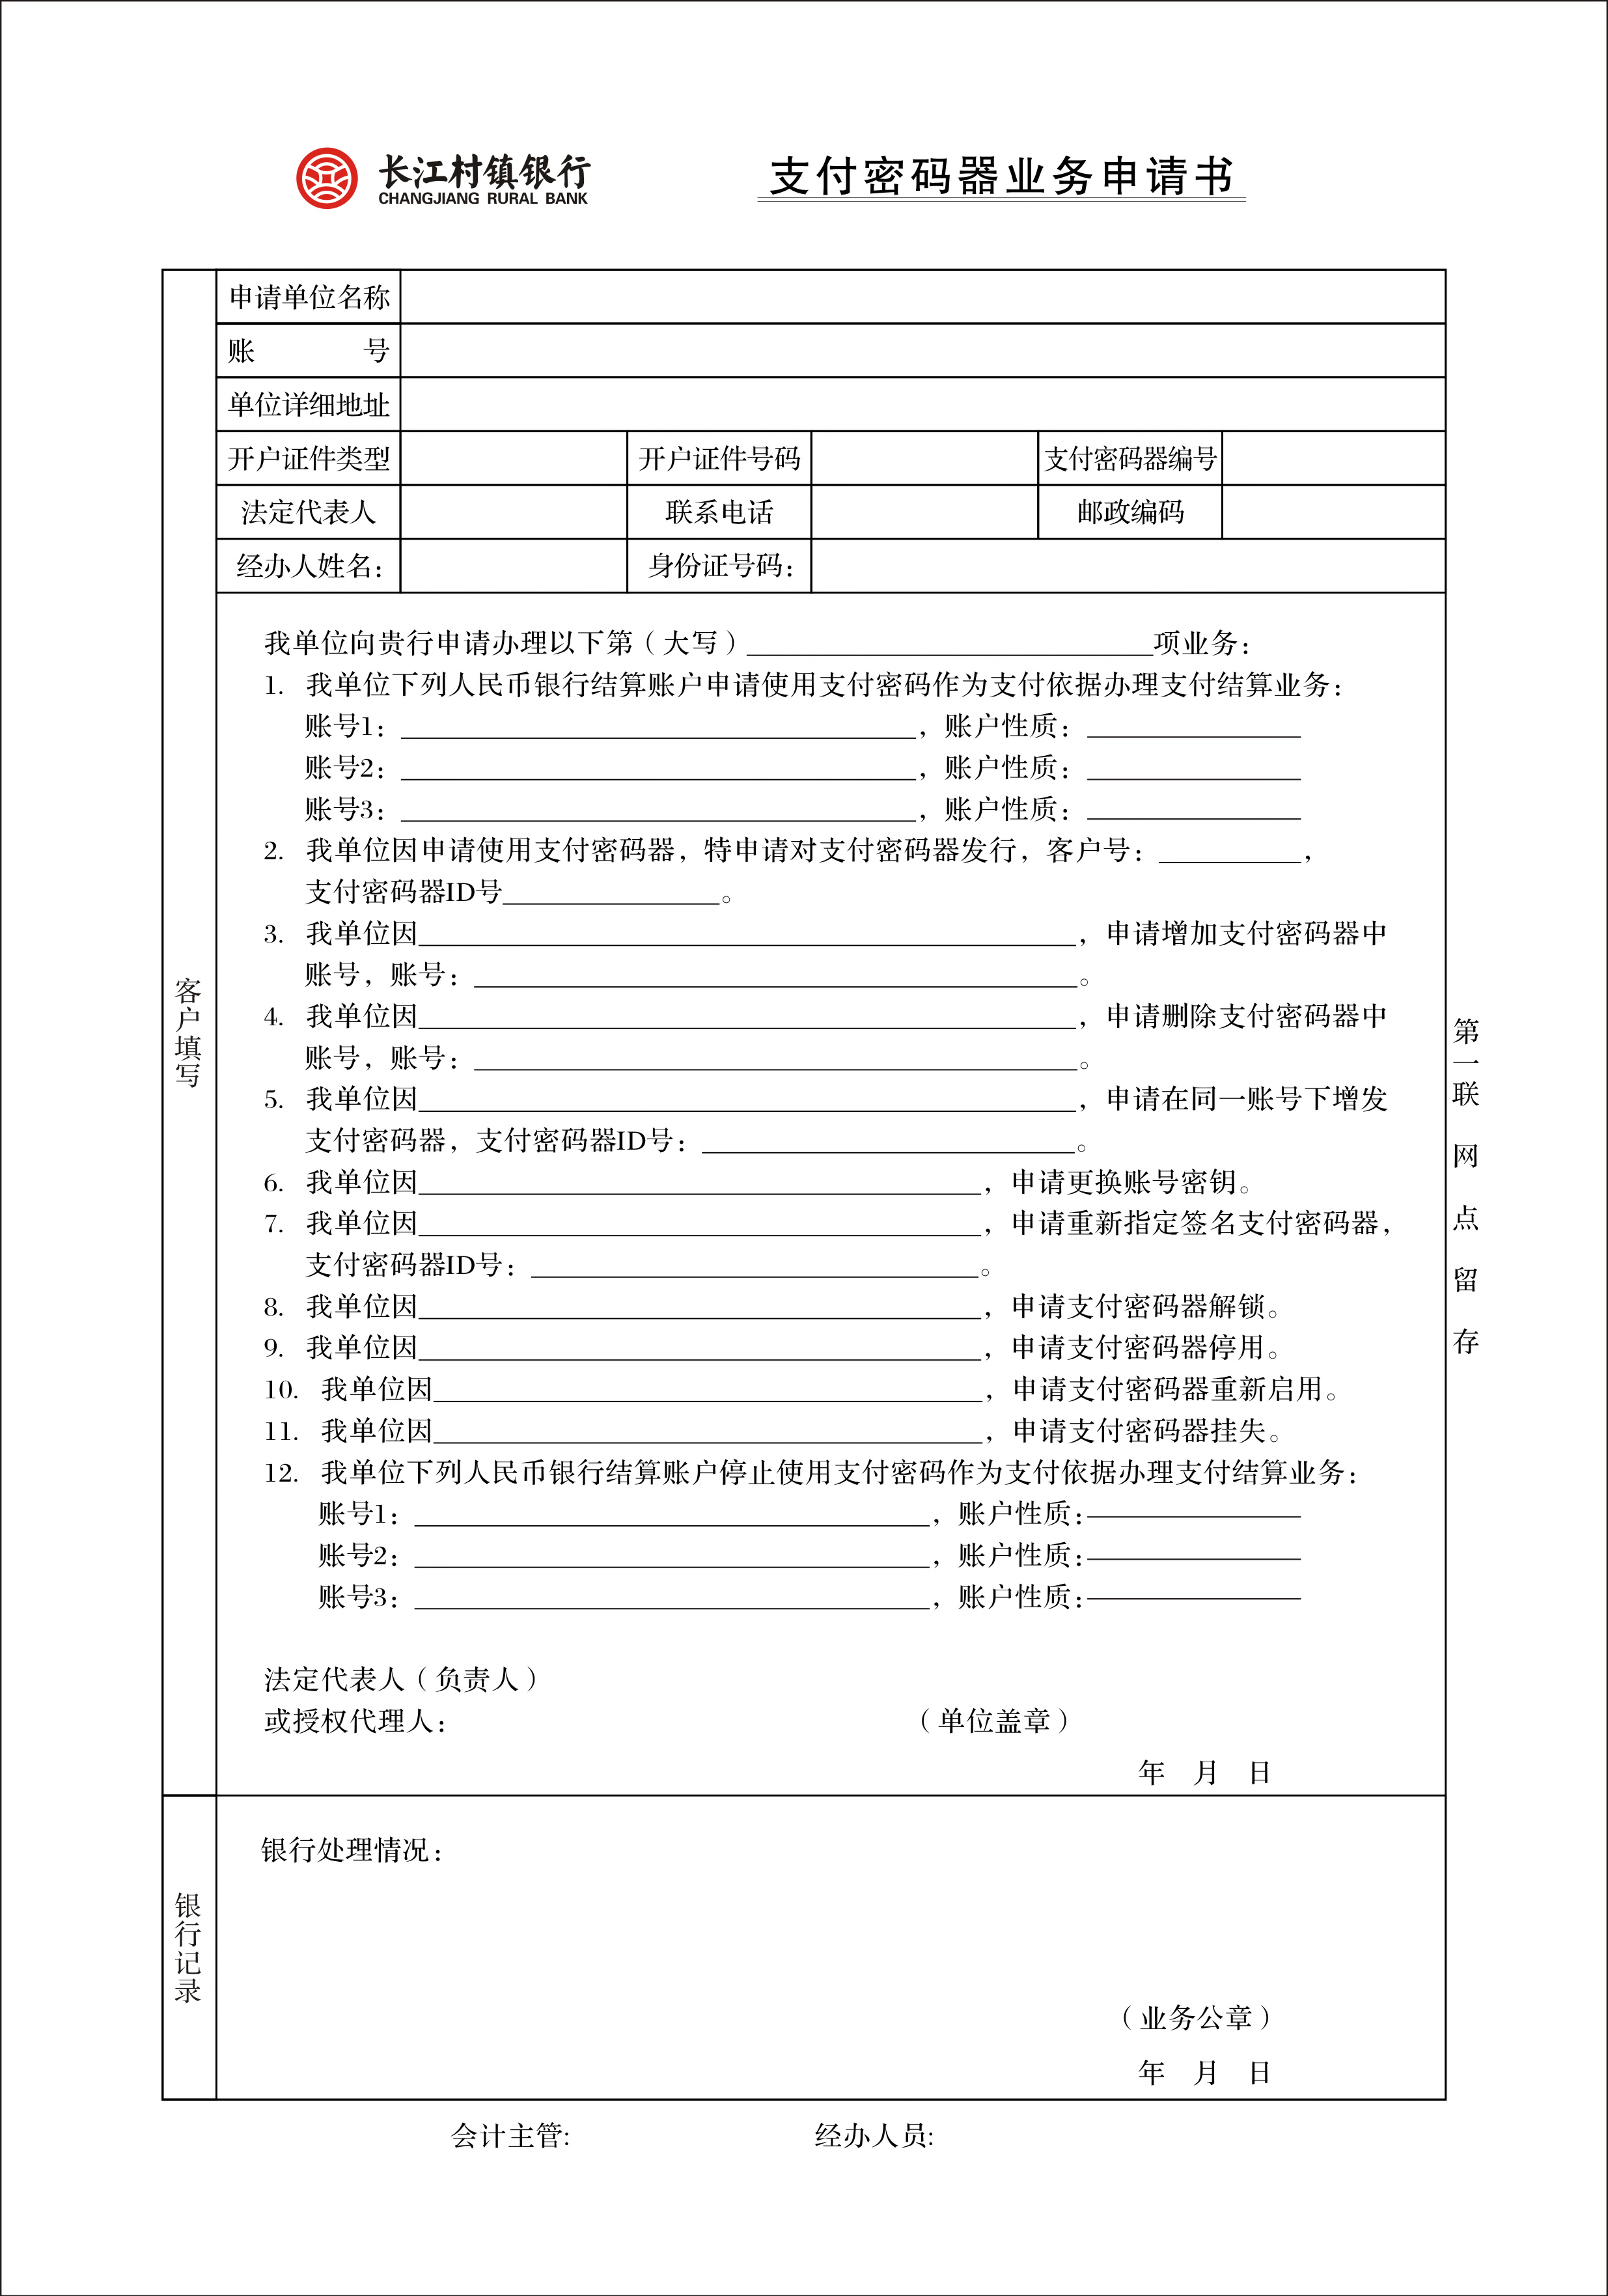 长江村镇银行
CHANGJIANG RURAL BANK
支付密码器业务申请书
申请单位名称
账 号
单位详细地址
开户证件类型 开户证件号码 支付密码器编号
法定代表人 联系电话 邮政编码
经办人姓名： 身份证号码：
客户填写
我单位向贵行申请办理以下第（大写）____________________项业务：
1. 我单位下列人民币银行结算账户申请使用支付密码作为支付依据办理支付结算业务：
账号1：____________________，账户性质：__________
账号2：____________________，账户性质：__________
账号3：____________________，账户性质：__________
2. 我单位因申请使用支付密码器，特申请对支付密码器发行，客户号：__________，
支付密码器ID号__________。
3. 我单位因____________________，申请增加支付密码器中
账号，账号：____________________。
4. 我单位因____________________，申请删除支付密码器中
账号，账号：____________________。
5. 我单位因____________________，申请在同一账号下增发
支付密码器，支付密码器ID号：____________________。
6. 我单位因____________________，申请更换账号密钥。
7. 我单位因____________________，申请重新指定签名支付密码器，
支付密码器ID号：____________________。
8. 我单位因____________________，申请支付密码器解锁。
9. 我单位因____________________，申请支付密码器停用。
10. 我单位因____________________，申请支付密码器重新启用。
11. 我单位因____________________，申请支付密码器挂失。
12. 我单位下列人民币银行结算账户停止使用支付密码作为支付依据办理支付结算业务：
账号1：____________________，账户性质：__________
账号2：____________________，账户性质：__________
账号3：____________________，账户性质：__________
法定代表人（负责人）
或授权代理人： （单位盖章）
年 月 日
第一联 网点留存
银行记录
银行处理情况：
（业务公章）
年 月 日
会计主管: 经办人员: